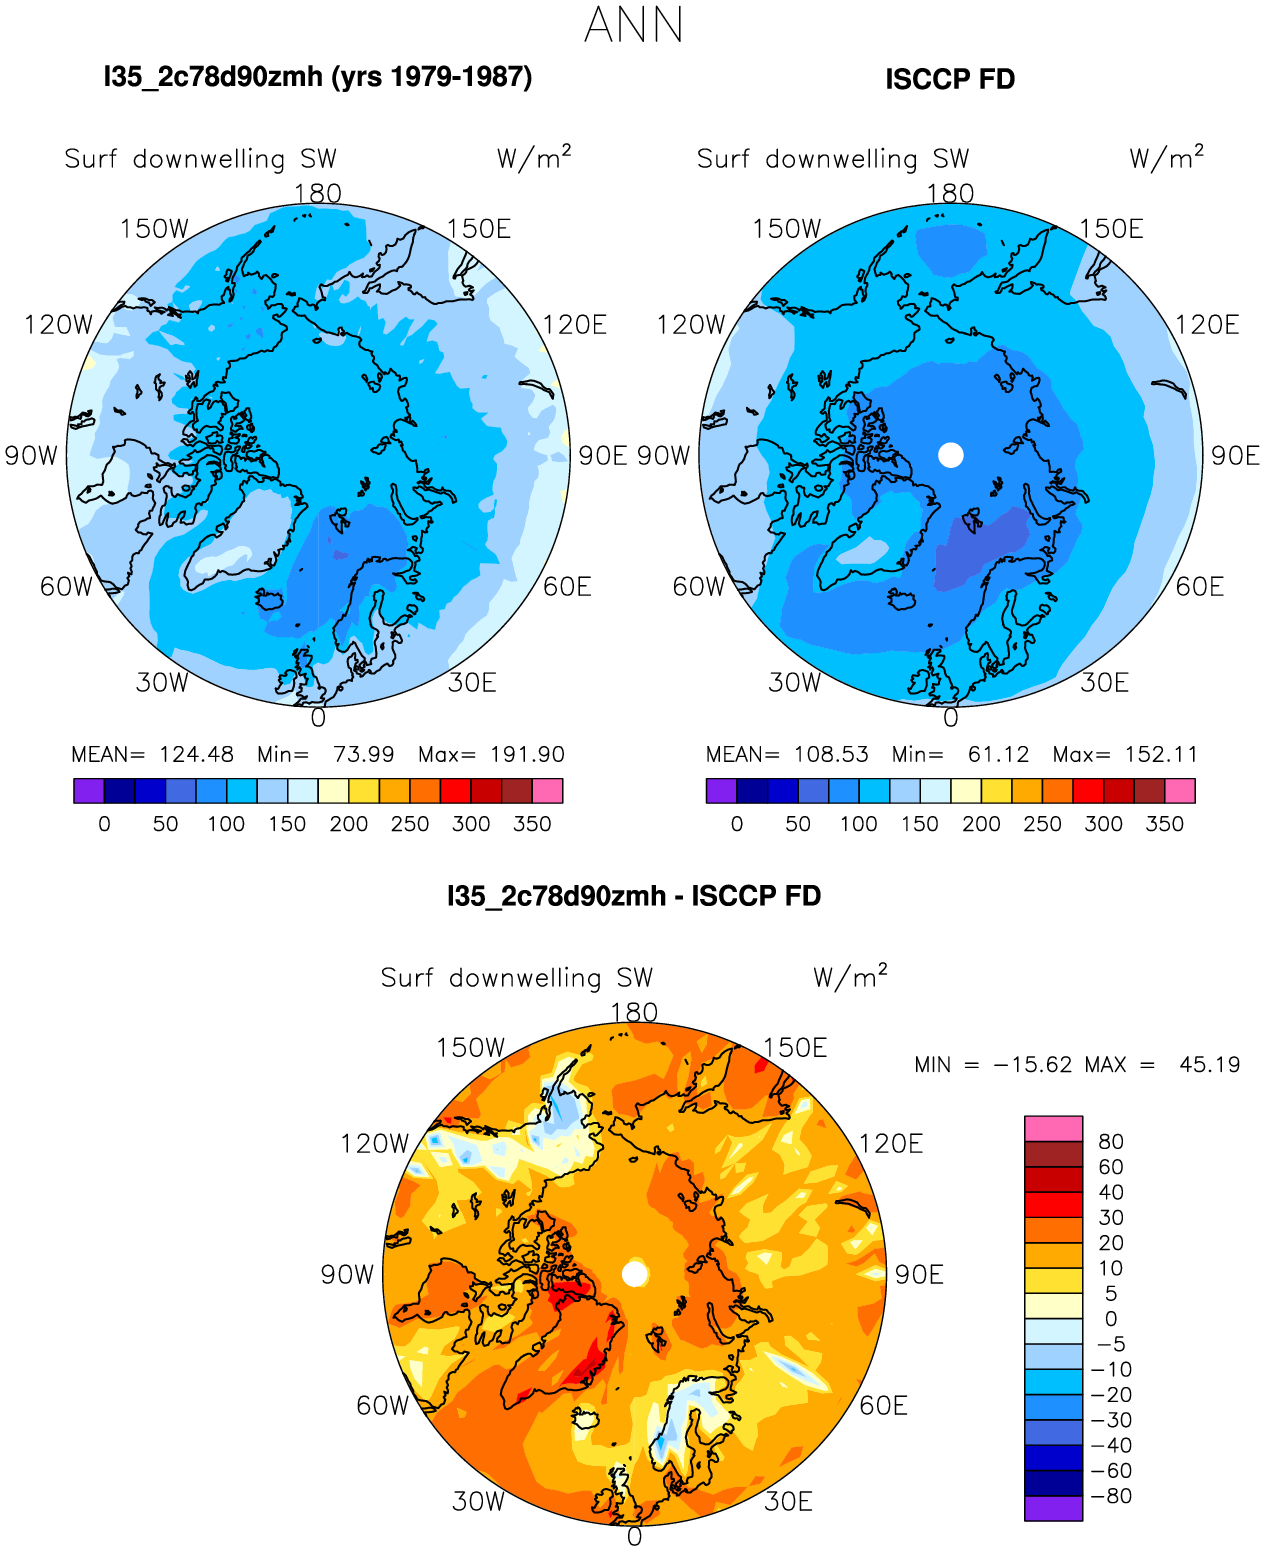 ANN
I35_2c78d90zmh (yrs 1979-1987)
Surf downwelling SW W/m²
180
150W 150E
120W 120E
90W 90E
60W 60E
30W 30E
0
MEAN= 124.48 Min= 73.99 Max= 191.90
0 50 100 150 200 250 300 350
ISCCP FD
Surf downwelling SW W/m²
180
150W 150E
120W 120E
90W 90E
60W 60E
30W 30E
0
MEAN= 108.53 Min= 61.12 Max= 152.11
0 50 100 150 200 250 300 350
I35_2c78d90zmh - ISCCP FD
Surf downwelling SW W/m²
180
150W 150E
120W 120E
90W 90E
60W 60E
30W 30E
0
MIN = −15.62 MAX = 45.19
80
60
40
30
20
10
5
0
−5
−10
−20
−30
−40
−60
−80